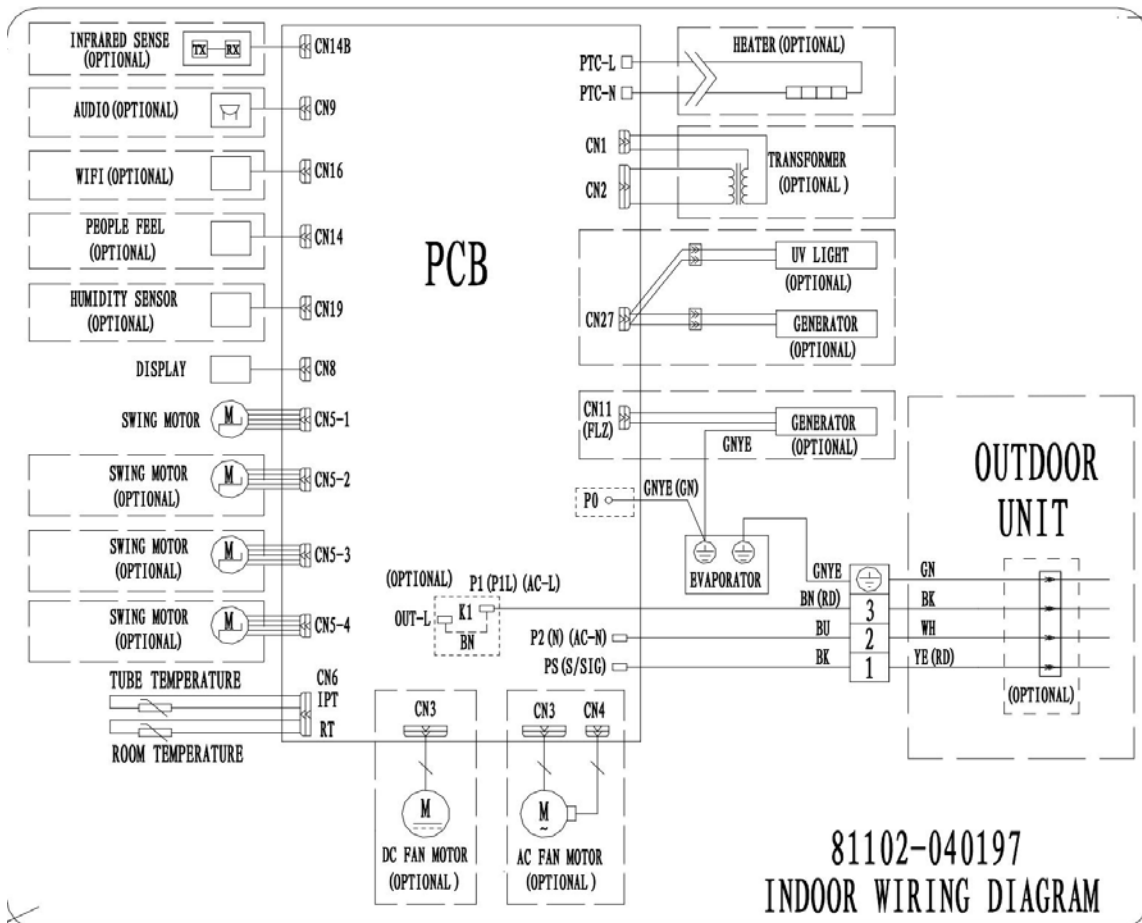 INFRARED SENSE
(OPTIONAL)
TX RX
CN14B
AUDIO (OPTIONAL)
CN9
WIFI (OPTIONAL)
CN16
PEOPLE FEEL
(OPTIONAL)
CN14
HUMIDITY SENSOR
(OPTIONAL)
CN19
DISPLAY
CN8
SWING MOTOR
M
CN5-1
SWING MOTOR
(OPTIONAL)
M
CN5-2
SWING MOTOR
(OPTIONAL)
M
CN5-3
SWING MOTOR
(OPTIONAL)
M
CN5-4
TUBE TEMPERATURE
CN6
IPT
RT
ROOM TEMPERATURE
PCB
HEATER (OPTIONAL)
PTC-L
PTC-N
CN1
CN2
TRANSFORMER
(OPTIONAL )
CN27
UV LIGHT
(OPTIONAL)
GENERATOR
(OPTIONAL)
CN11
(FLZ)
GENERATOR
(OPTIONAL)
GNYE
P0
GNYE (GN)
EVAPORATOR
(OPTIONAL)
P1 (P1L) (AC-L)
OUT-L
K1
BN
P2 (N) (AC-N)
PS (S/SIG)
GNYE
GN
BN (RD)
3
BK
BU
2
WH
BK
1
YE (RD)
OUTDOOR
UNIT
(OPTIONAL)
CN3
M
DC FAN MOTOR
(OPTIONAL )
CN3
CN4
M
~
AC FAN MOTOR
(OPTIONAL )
81102-040197
INDOOR WIRING DIAGRAM